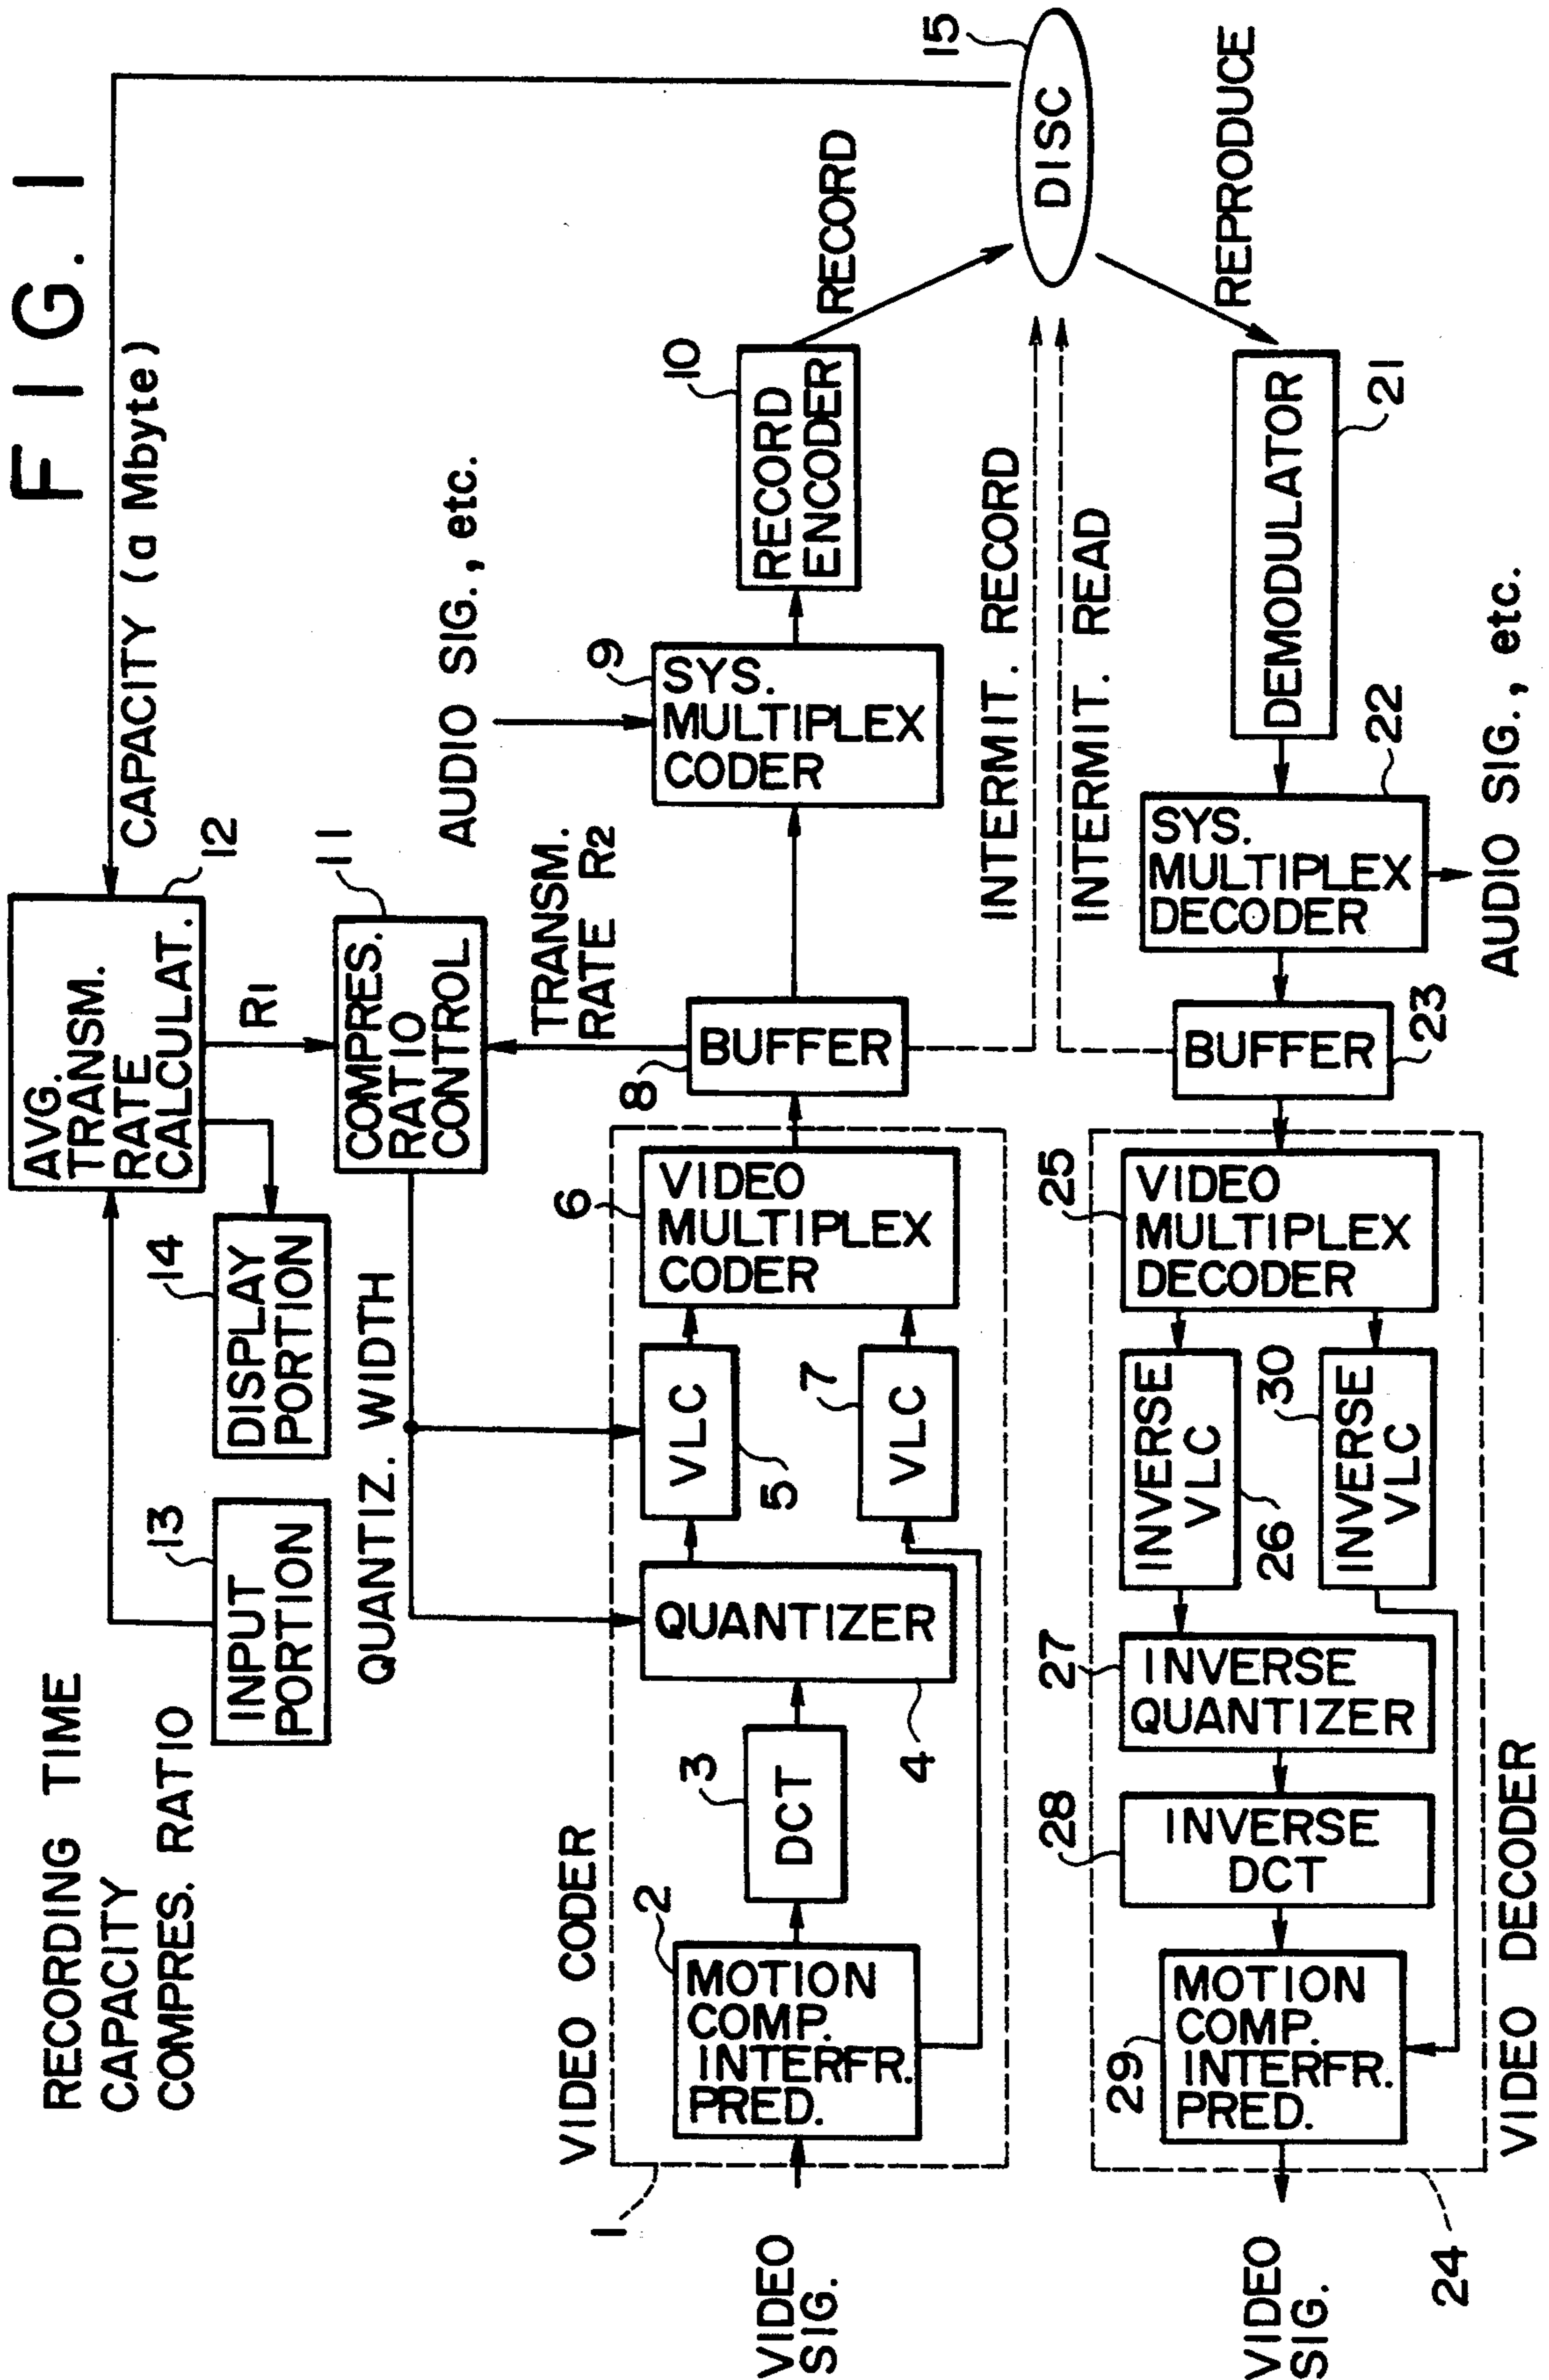 FIG. 1
RECORDING TIME
CAPACITY
COMPRES. RATIO
13
INPUT
PORTION
14
DISPLAY
PORTION
AVG.
TRANSM.
RATE
CALCULAT.
12
CAPACITY (a Mbyte)
R1
11
COMPRES.
RATIO
CONTROL
QUANTIZ. WIDTH
TRANSM.
RATE R2
AUDIO SIG., etc.
VIDEO CODER
1
VIDEO
SIG.
2
MOTION
COMP.
INTERFR.
PRED.
3
DCT
QUANTIZER
4
VLC
5
7
VLC
6
VIDEO
MULTIPLEX
CODER
8
BUFFER
9
SYS.
MULTIPLEX
CODER
10
RECORD
ENCODER
RECORD
15
DISC
INTERMIT. RECORD
INTERMIT. READ
REPRODUCE
VIDEO
SIG.
24
29
MOTION
COMP.
INTERFR.
PRED.
28
INVERSE
DCT
27
INVERSE
QUANTIZER
INVERSE
VLC
26
30
INVERSE
VLC
25
VIDEO
MULTIPLEX
DECODER
BUFFER
23
SYS.
MULTIPLEX
DECODER
22
DEMODULATOR
21
AUDIO SIG., etc.
VIDEO DECODER